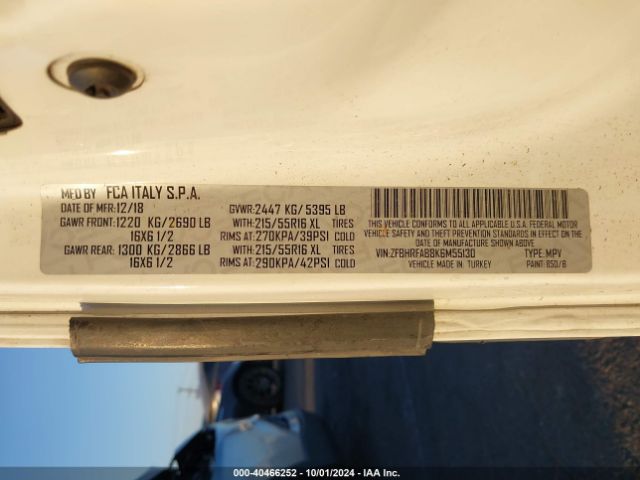 MFD BY FCA ITALY S.P.A.
DATE OF MFR:12/18 GVWR:2447 KG/5395 LB
GAWR FRONT:1220 KG/2690 LB WITH:215/55R16 XL TIRES
16X6 1/2 RIMS AT:270KPA/39PSI COLD
GAWR REAR:1300 KG/2866 LB WITH:215/55R16 XL TIRES
16X6 1/2 RIMS AT:290KPA/42PSI COLD
THIS VEHICLE CONFORMS TO ALL APPLICABLE U.S.A. FEDERAL MOTOR
VEHICLE SAFETY AND THEFT PREVENTION STANDARDS IN EFFECT ON THE DATE
OF MANUFACTURE SHOWN ABOVE.
VIN:ZFBHRFAB8K6M55130 TYPE:MPV
VEHICLE MADE IN: TURKEY PAINT: 850/B
000-40466252 - 10/01/2024 - IAA Inc.